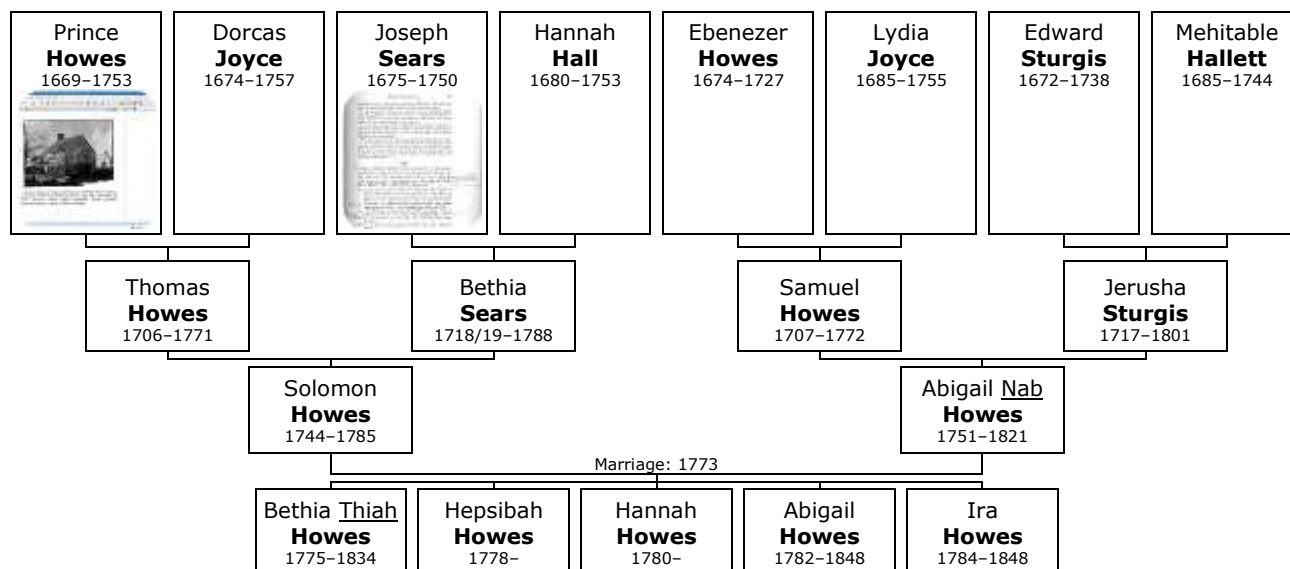 Prince
Howes
1669–1753
Dorcas
Joyce
1674–1757
Joseph
Sears
1675–1750
Hannah
Hall
1680–1753
Ebenezer
Howes
1674–1727
Lydia
Joyce
1685–1755
Edward
Sturgis
1672–1738
Mehitable
Hallett
1685–1744
Thomas
Howes
1706–1771
Bethia
Sears
1718/19–1788
Samuel
Howes
1707–1772
Jerusha
Sturgis
1717–1801
Solomon
Howes
1744–1785
Abigail Nab
Howes
1751–1821
Marriage: 1773
Bethia Thiah
Howes
1775–1834
Hepsibah
Howes
1778–
Hannah
Howes
1780–
Abigail
Howes
1782–1848
Ira
Howes
1784–1848